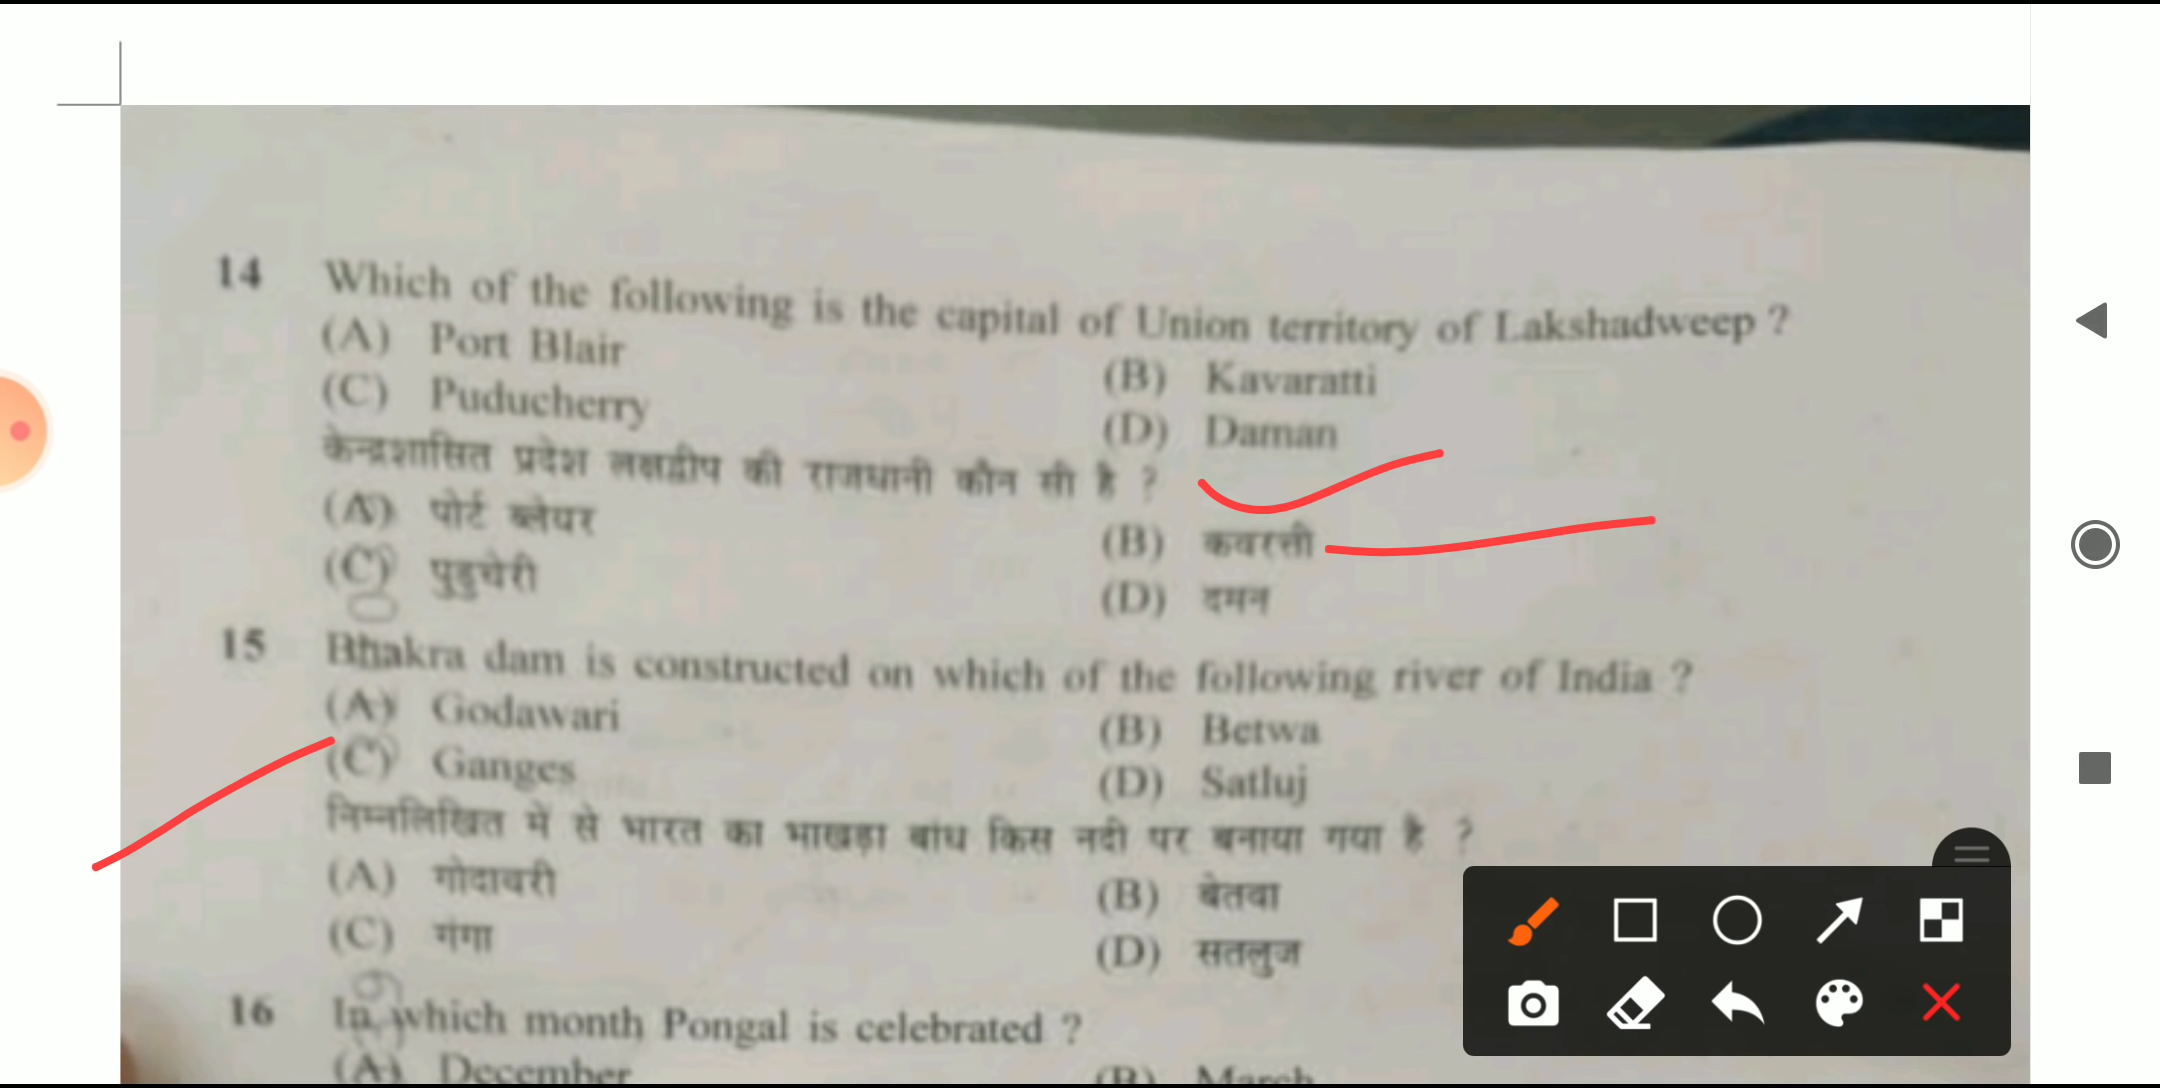 14 Which of the following is the capital of Union territory of Lakshadweep ?
(A) Port Blair (B) Kavaratti
(C) Puducherry (D) Daman
केन्द्रशासित प्रदेश लक्षद्वीप की राजधानी कौन सी है ?
(A) पोर्ट ब्लेयर (B) कवरत्ती
(C) पुडुचेरी (D) दमन
15 Bhakra dam is constructed on which of the following river of India ?
(A) Godawari (B) Betwa
(C) Ganges (D) Satluj
निम्नलिखित में से भारत का भाखड़ा बांध किस नदी पर बनाया गया है ?
(A) गोदावरी (B) बेतवा
(C) गंगा (D) सतलुज
16 In which month Pongal is celebrated ?
(A) December (B) March